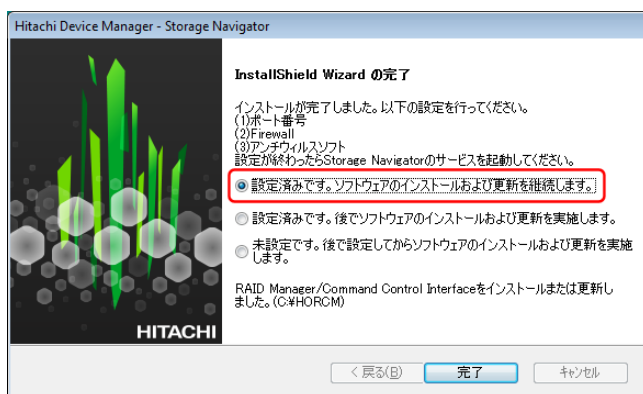 Hitachi Device Manager - Storage Navigator
InstallShield Wizard の完了
インストールが完了しました。以下の設定を行ってください。
(1)ポート番号
(2)Firewall
(3)アンチウィルスソフト
設定が終わったらStorage Navigatorのサービスを起動してください。
設定済みです。ソフトウェアのインストールおよび更新を継続します。
設定済みです。後でソフトウェアのインストールおよび更新を実施します。
未設定です。後で設定してからソフトウェアのインストールおよび更新を実施
します。
RAID Manager/Command Control Interfaceをインストールまたは更新し
ました。(C:¥HORCM)
HITACHI
< 戻る(B)
完了
キャンセル